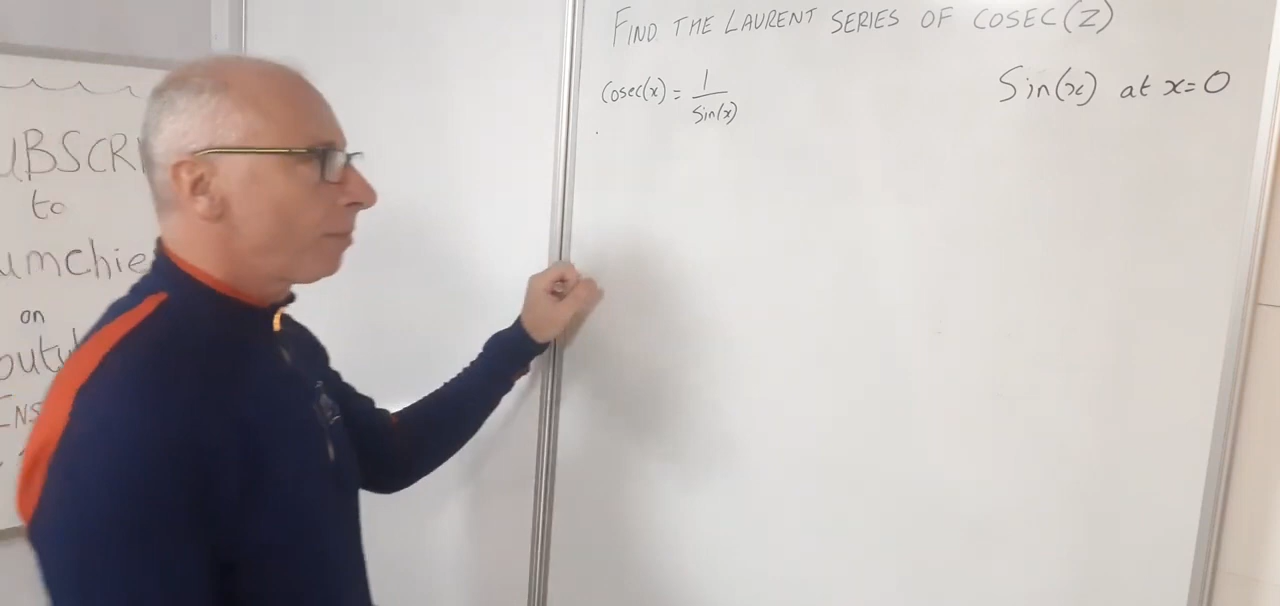 FIND THE LAURENT SERIES OF COSEC(Z)
Cosec(x) = 1/Sin(x)
Sin(x) at x=0
to
on